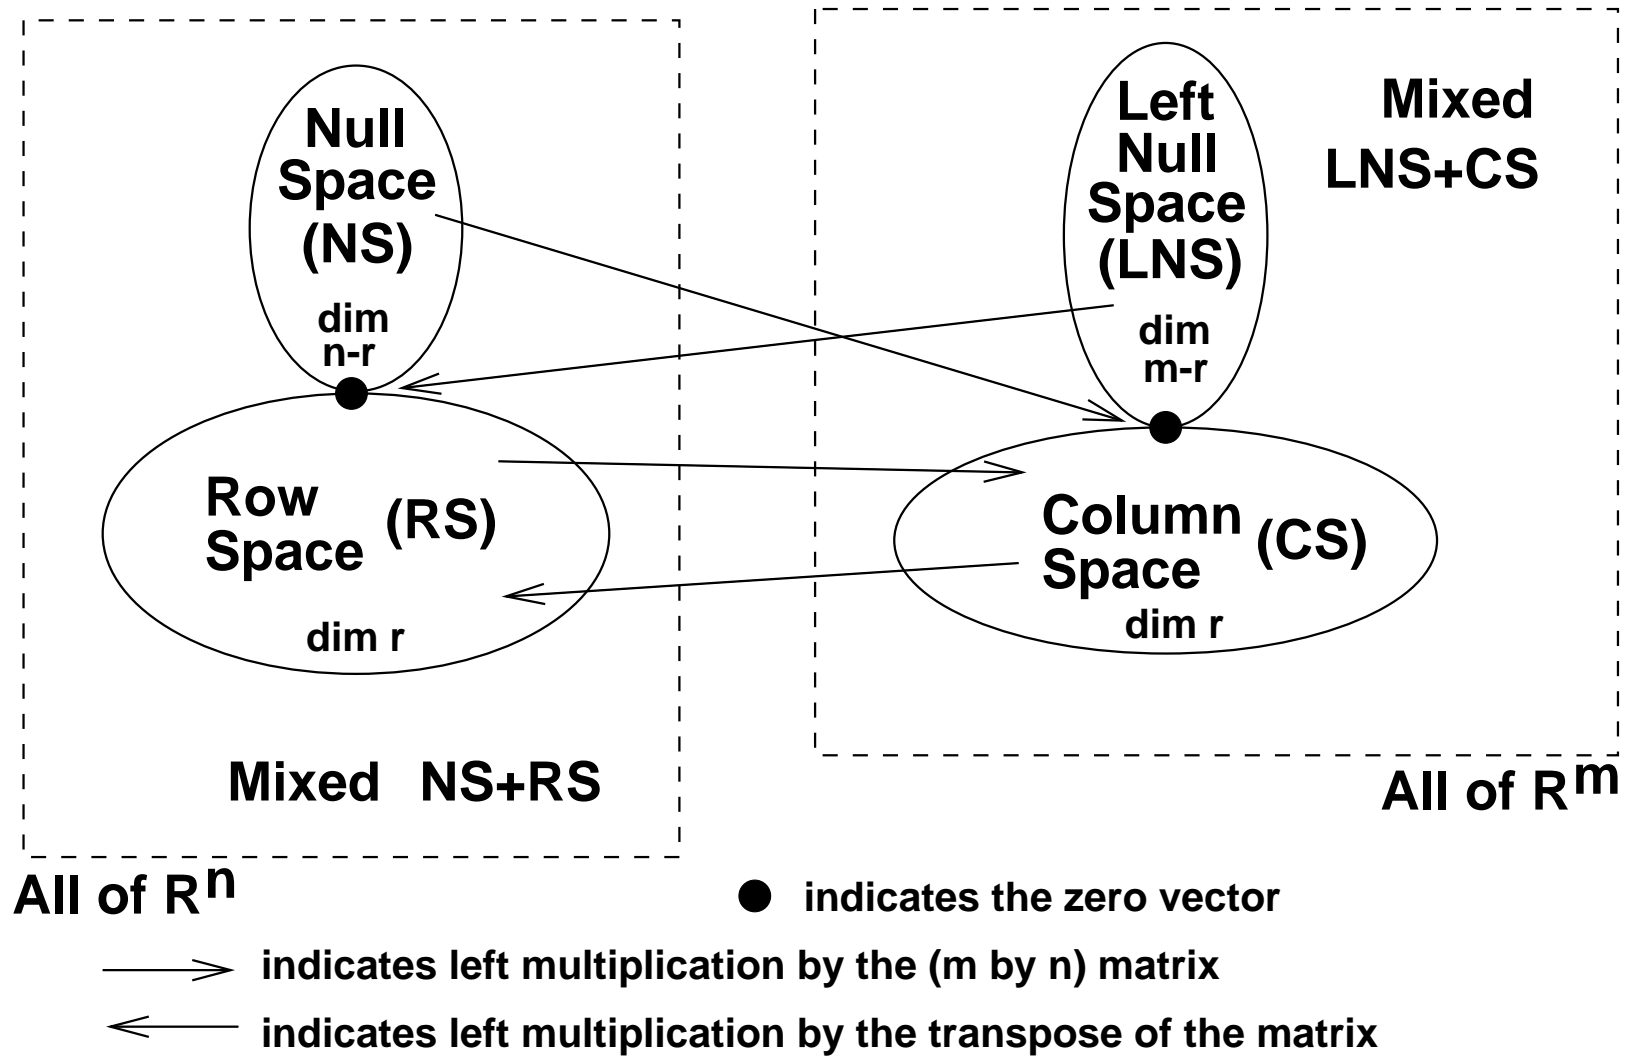 Null
Space
(NS)
dim
n-r
Row
Space
(RS)
dim r
Mixed NS+RS
All of Rⁿ
Left
Null
Space
(LNS)
dim
m-r
Mixed
LNS+CS
Column
Space
(CS)
dim r
All of Rᵐ
indicates the zero vector
indicates left multiplication by the (m by n) matrix
indicates left multiplication by the transpose of the matrix